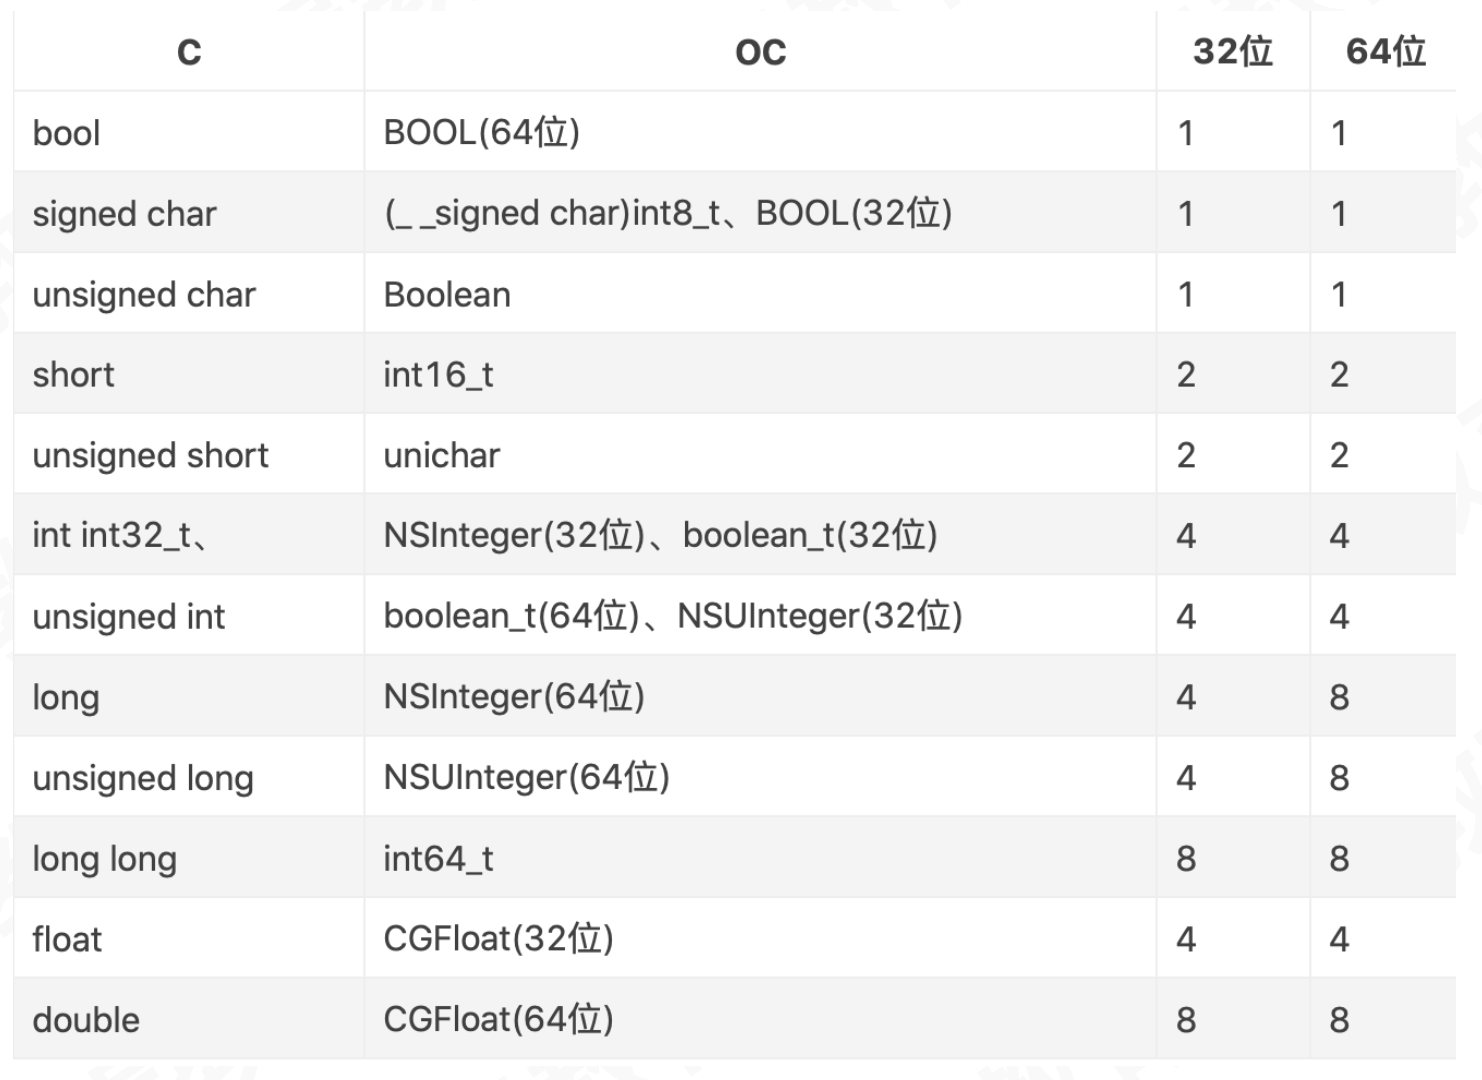 C OC 32位 64位
bool BOOL(64位) 1 1
signed char (_ _signed char)int8_t、BOOL(32位) 1 1
unsigned char Boolean 1 1
short int16_t 2 2
unsigned short unichar 2 2
int int32_t、 NSInteger(32位)、boolean_t(32位) 4 4
unsigned int boolean_t(64位)、NSUInteger(32位) 4 4
long NSInteger(64位) 4 8
unsigned long NSUInteger(64位) 4 8
long long int64_t 8 8
float CGFloat(32位) 4 4
double CGFloat(64位) 8 8